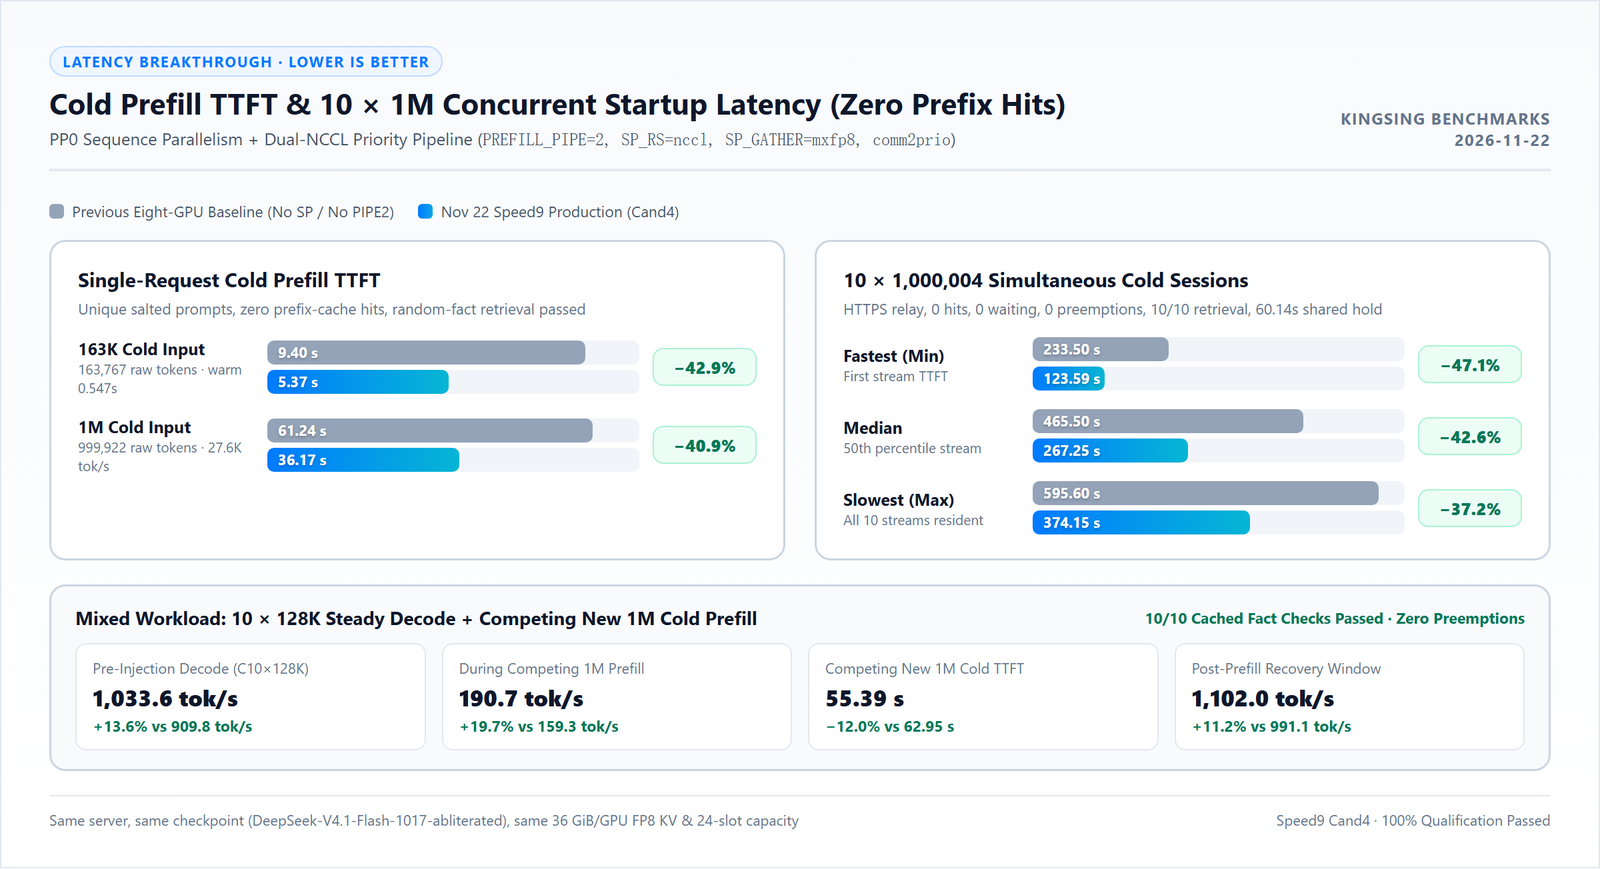 LATENCY BREAKTHROUGH · LOWER IS BETTER
Cold Prefill TTFT & 10 × 1M Concurrent Startup Latency (Zero Prefix Hits)
PP0 Sequence Parallelism + Dual-NCCL Priority Pipeline (PREFILL_PIPE=2, SP_RS=nccl, SP_GATHER=mxfp8, comm2prio)
KINGSING BENCHMARKS
2026-11-22
Previous Eight-GPU Baseline (No SP / No PIPE2)
Nov 22 Speed9 Production (Cand4)
Single-Request Cold Prefill TTFT
Unique salted prompts, zero prefix-cache hits, random-fact retrieval passed
163K Cold Input
163,767 raw tokens · warm
0.547s
9.40 s
5.37 s
−42.9%
1M Cold Input
999,922 raw tokens · 27.6K
tok/s
61.24 s
36.17 s
−40.9%
10 × 1,000,004 Simultaneous Cold Sessions
HTTPS relay, 0 hits, 0 waiting, 0 preemptions, 10/10 retrieval, 60.14s shared hold
Fastest (Min)
First stream TTFT
233.50 s
123.59 s
−47.1%
Median
50th percentile stream
465.50 s
267.25 s
−42.6%
Slowest (Max)
All 10 streams resident
595.60 s
374.15 s
−37.2%
Mixed Workload: 10 × 128K Steady Decode + Competing New 1M Cold Prefill
10/10 Cached Fact Checks Passed · Zero Preemptions
Pre-Injection Decode (C10×128K)
1,033.6 tok/s
+13.6% vs 909.8 tok/s
During Competing 1M Prefill
190.7 tok/s
+19.7% vs 159.3 tok/s
Competing New 1M Cold TTFT
55.39 s
−12.0% vs 62.95 s
Post-Prefill Recovery Window
1,102.0 tok/s
+11.2% vs 991.1 tok/s
Same server, same checkpoint (DeepSeek-V4.1-Flash-1017-abliterated), same 36 GiB/GPU FP8 KV & 24-slot capacity
Speed9 Cand4 · 100% Qualification Passed